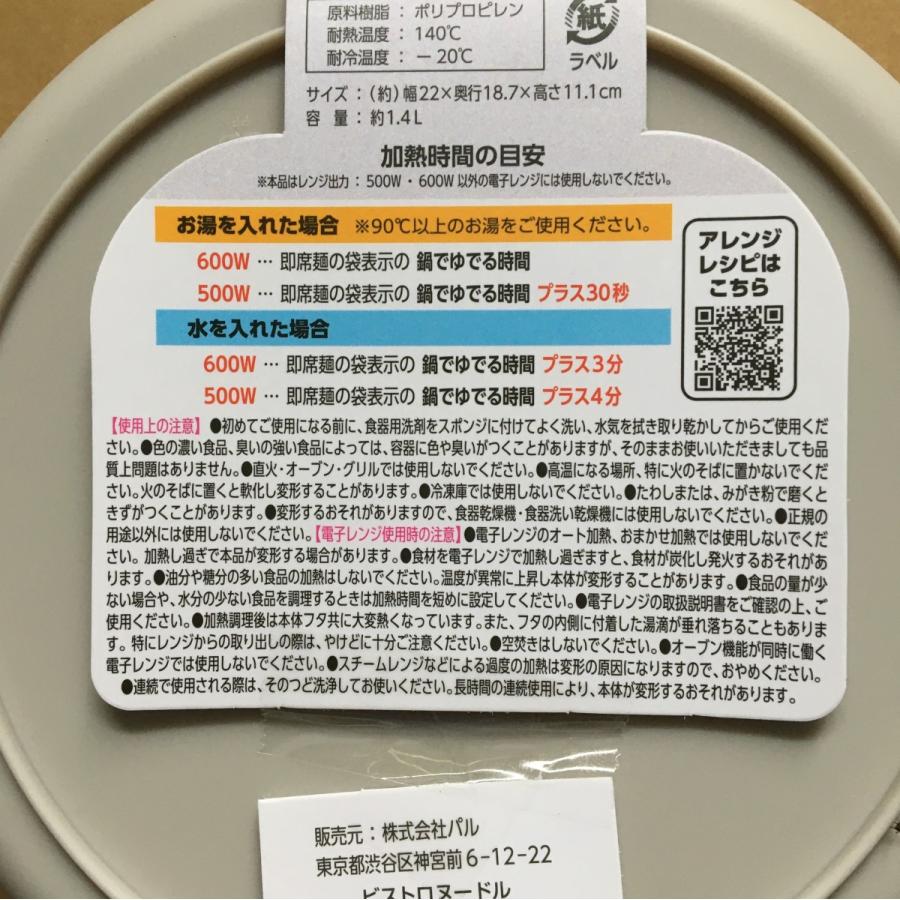 原料樹脂 : ポリプロピレン
耐熱温度 : 140℃
耐冷温度 : －20℃
紙
ラベル
サイズ : (約)幅22×奥行18.7×高さ11.1cm
容 量 : 約1.4L
加熱時間の目安
※本品はレンジ出力：500W・600W以外の電子レンジには使用しないでください。
お湯を入れた場合 ※90℃以上のお湯をご使用ください。
600W … 即席麺の袋表示の 鍋でゆでる時間
500W … 即席麺の袋表示の 鍋でゆでる時間 プラス30秒
水を入れた場合
600W … 即席麺の袋表示の 鍋でゆでる時間 プラス3分
500W … 即席麺の袋表示の 鍋でゆでる時間 プラス4分
アレンジ
レシピは
こちら
【使用上の注意】●初めてご使用になる前に、食器用洗剤をスポンジに付けてよく洗い、水気を拭き取り乾かしてからご使用くだ
さい。●色の濃い食品、臭いの強い食品によっては、容器に色や臭いがつくことがありますが、そのままお使いいただきましても品
質上問題はありません。●直火・オーブン・グリルでは使用しないでください。●高温になる場所、特に火のそばに置かないでくだ
さい。火のそばに置くと軟化し変形することがあります。●冷凍庫では使用しないでください。●たわしまたは、みがき粉で磨くと
きずがつくことがあります。●変形するおそれがありますので、食器乾燥機・食器洗い乾燥機には使用しないでください。●正規の
用途以外には使用しないでください。【電子レンジ使用時の注意】●電子レンジのオート加熱、おまかせ加熱では使用しないでくださ
い。加熱し過ぎで本品が変形する場合があります。●食材を電子レンジで加熱し過ぎますと、食材が炭化し発火するおそれがあ
ります。●油分や糖分の多い食品の加熱はしないでください。温度が異常に上昇し本体が変形することがあります。●食品の量が少
ない場合や、水分の少ない食品を調理するときは加熱時間を短めに設定してください。●電子レンジの取扱説明書をご確認の上、ご
使用ください。●加熱調理後は本体フタ共に大変熱くなっています。また、フタの内側に付着した湯滴が垂れ落ちることもありま
す。特にレンジからの取り出しの際は、やけどに十分ご注意ください。●空焚きはしないでください。●オーブン機能が同時に働く
電子レンジでは使用しないでください。●スチームレンジなどによる過度の加熱は変形の原因になりますので、おやめください。
●連続で使用される際は、そのつど洗浄してお使いください。長時間の連続使用により、本体が変形するおそれがあります。
販売元：株式会社パル
東京都渋谷区神宮前6-12-22
ビストロヌードル